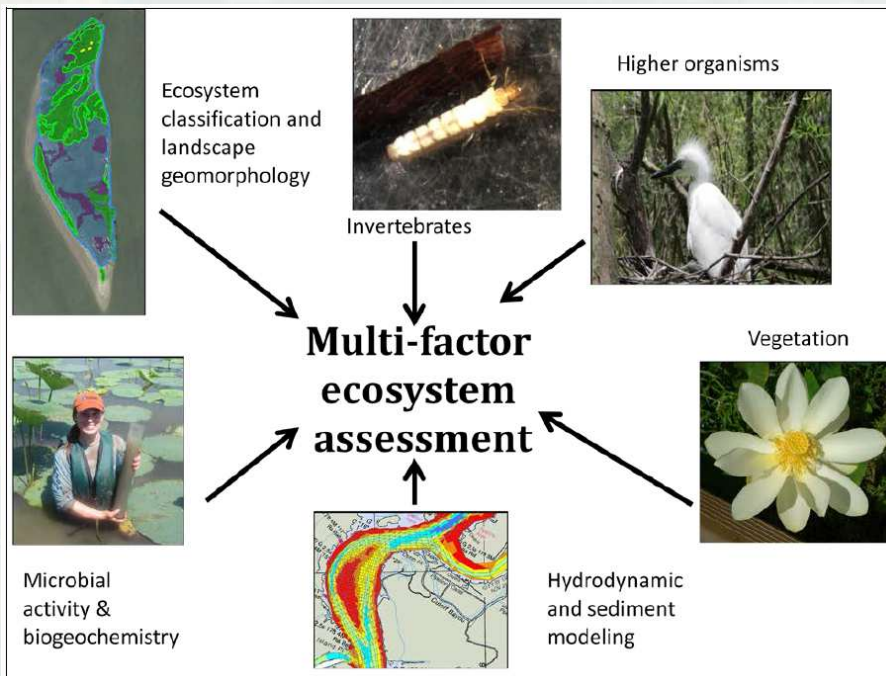 Ecosystem
classification and
landscape
geomorphology
Invertebrates
Higher organisms
Multi-factor
ecosystem
assessment
Vegetation
Microbial
activity &
biogeochemistry
Hydrodynamic
and sediment
modeling